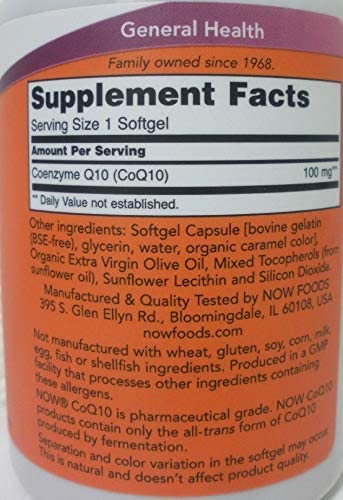 General Health
Family owned since 1968.
Supplement Facts
Serving Size 1 Softgel
Amount Per Serving
Coenzyme Q10 (CoQ10) 100 mg**
** Daily Value not established.
Other ingredients: Softgel Capsule [bovine gelatin
(BSE-free), glycerin, water, organic caramel color],
Organic Extra Virgin Olive Oil, Mixed Tocopherols (from
sunflower oil), Sunflower Lecithin and Silicon Dioxide.
Manufactured & Quality Tested by NOW FOODS
395 S. Glen Ellyn Rd., Bloomingdale, IL 60108, USA
nowfoods.com
Not manufactured with wheat, gluten, soy, corn, milk,
egg, fish or shellfish ingredients. Produced in a GMP
facility that processes other ingredients containing
these allergens.
NOW® CoQ10 is pharmaceutical grade. NOW CoQ10
products contain only the all-trans form of CoQ10
produced by fermentation.
Separation and color variation in the softgel may occur.
This is natural and doesn't affect product quality.